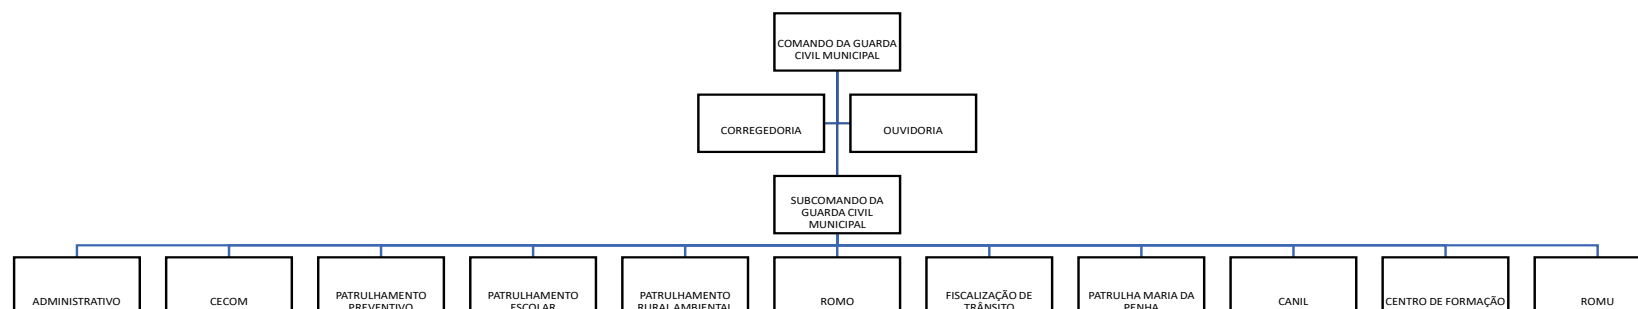 COMANDO DA GUARDA
CIVIL MUNICIPAL
CORREGEDORIA
OUVIDORIA
SUBCOMANDO DA
GUARDA CIVIL
MUNICIPAL
ADMINISTRATIVO
CECOM
PATRULHAMENTO
PREVENTIVO
PATRULHAMENTO
ESCOLAR
PATRULHAMENTO
RURAL AMBIENTAL
ROMO
FISCALIZAÇÃO DE
TRÂNSITO
PATRULHA MARIA DA
PENHA
CANIL
CENTRO DE FORMAÇÃO
ROMU